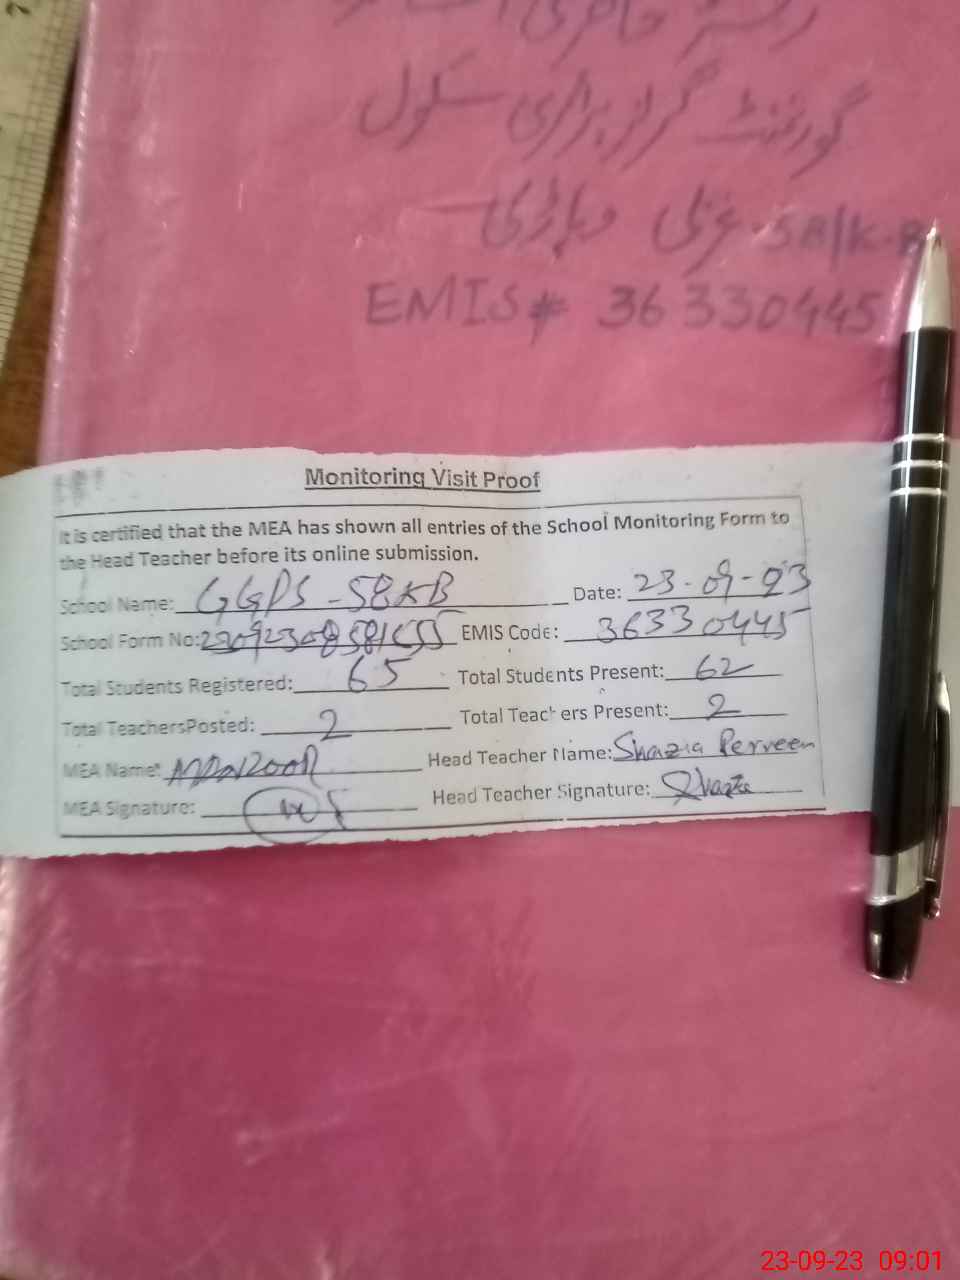 گورنمنٹ گرلز پرائمری سکول
58/K.B غربی وہاڑی
EMIS# 36330445
Monitoring Visit Proof
It is certified that the MEA has shown all entries of the School Monitoring Form to
the Head Teacher before its online submission.
School Name: GGPS-58KB Date: 23-09-23
School Form No: EMIS Code: 36330445
Total Students Registered: 65 Total Students Present: 62
Total TeachersPosted: 2 Total Teachers Present: 2
MEA Name: Head Teacher Name: Shazia Perveen
MEA Signature: Head Teacher Signature: Shazia
23-09-23 09:01